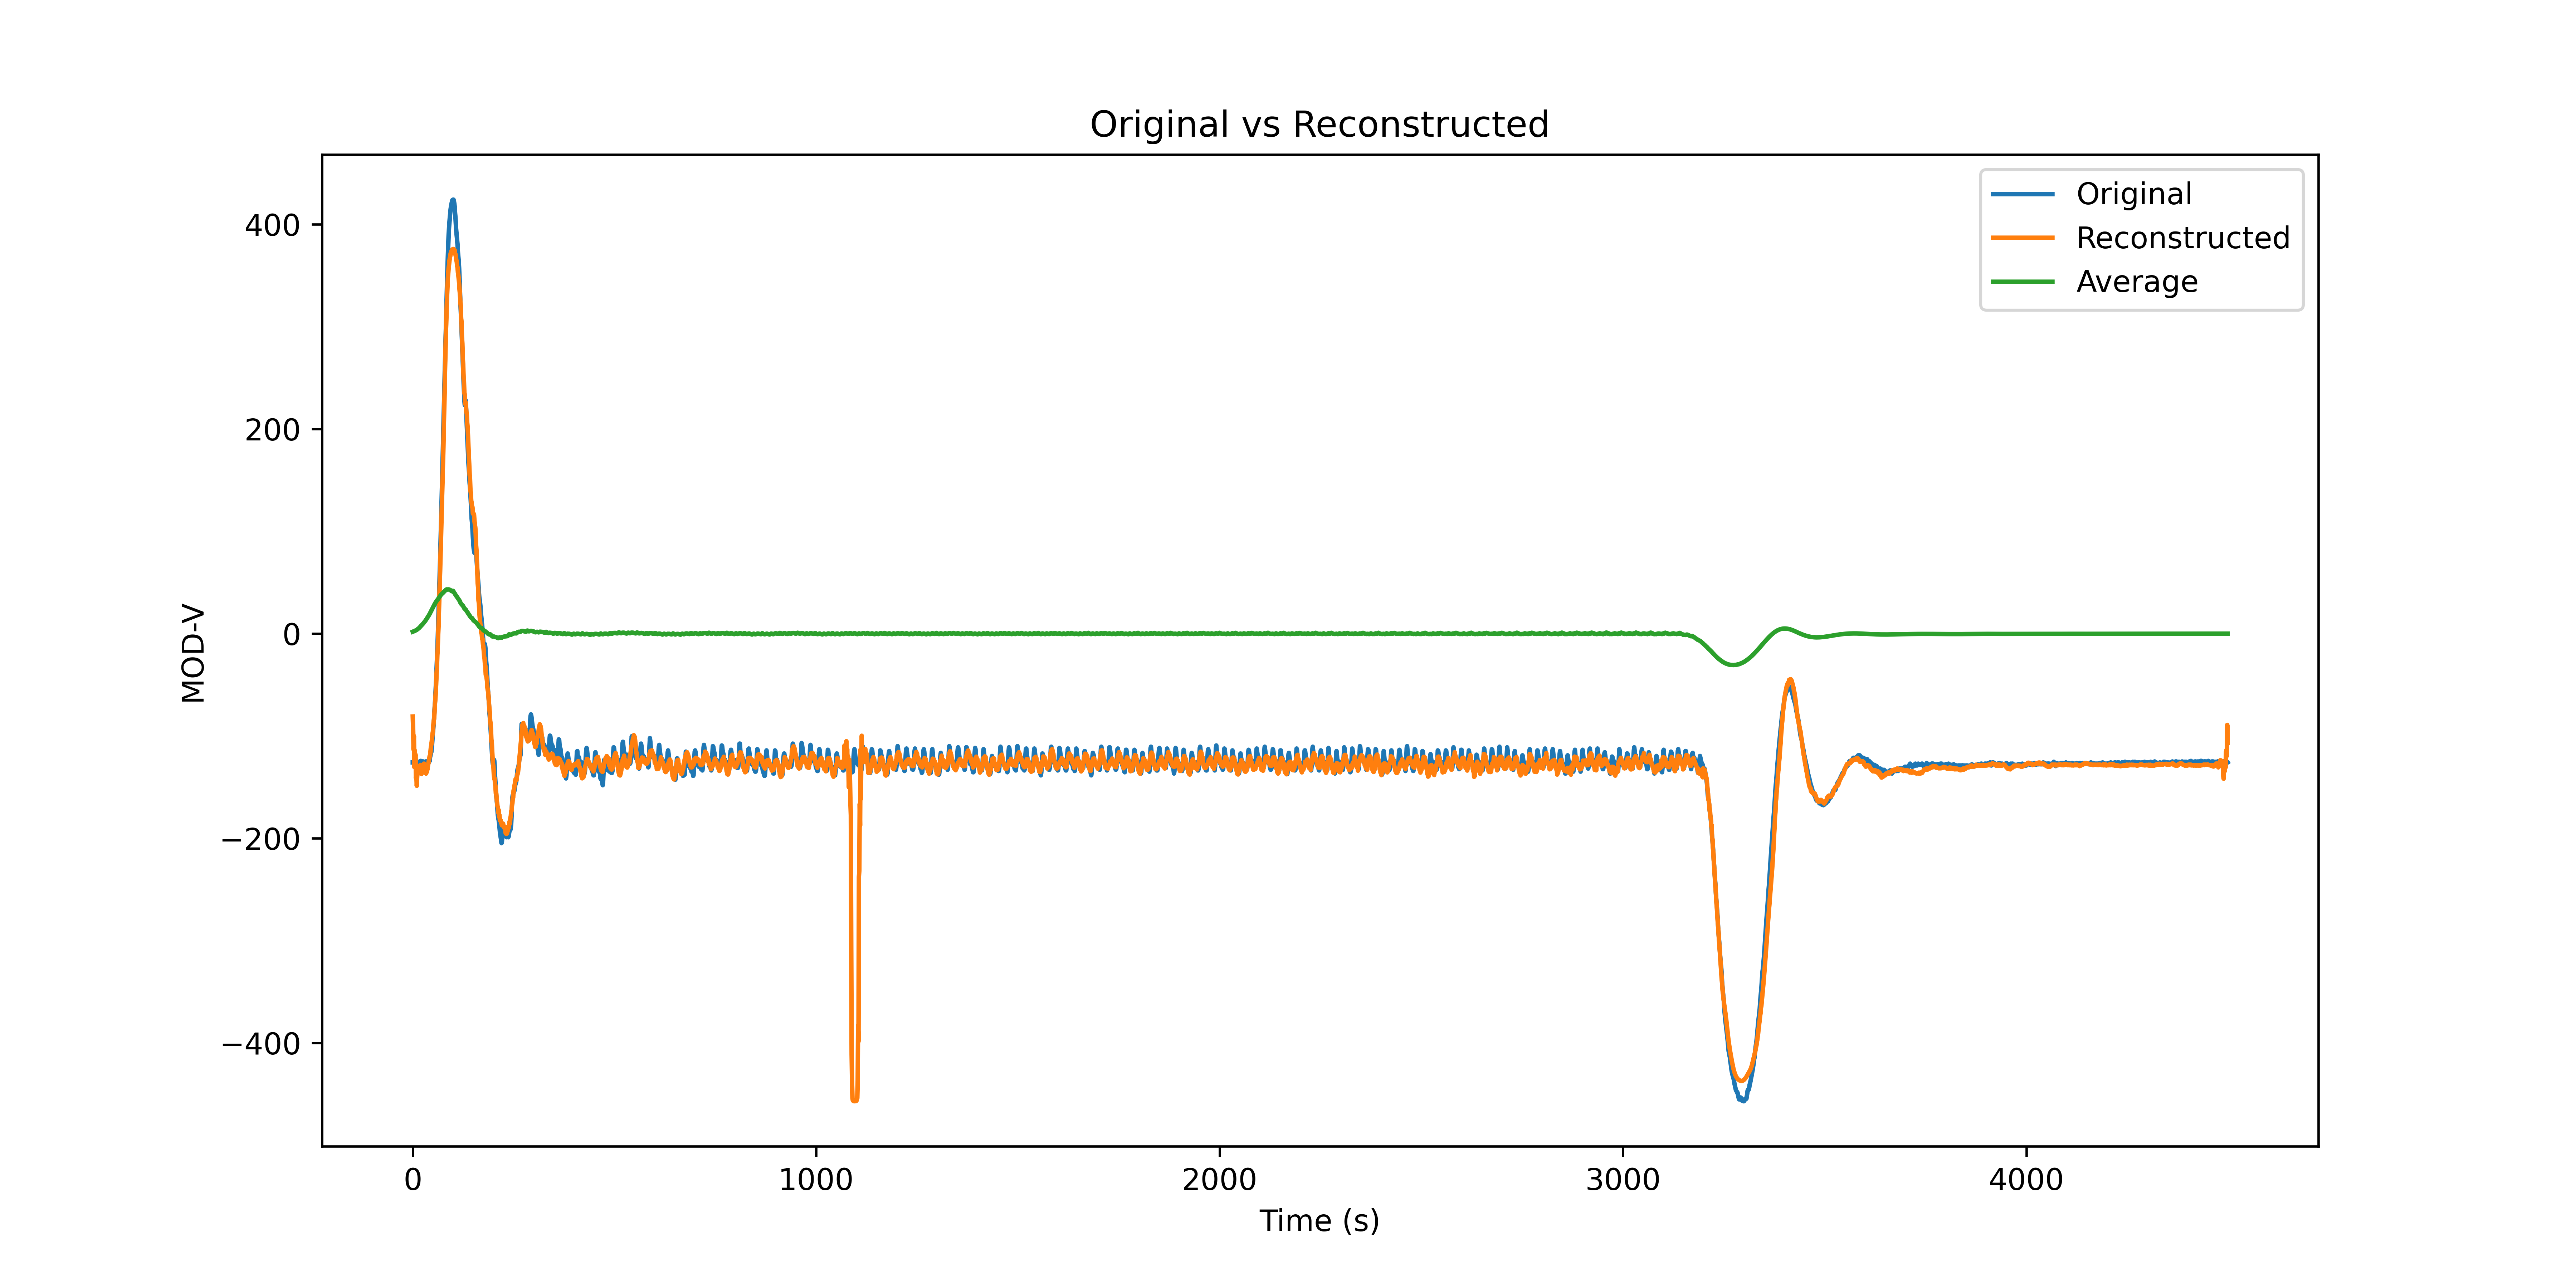 Original vs Reconstructed
Original
Reconstructed
Average
MOD-V
400
200
0
−200
−400
0
1000
2000
3000
4000
Time (s)